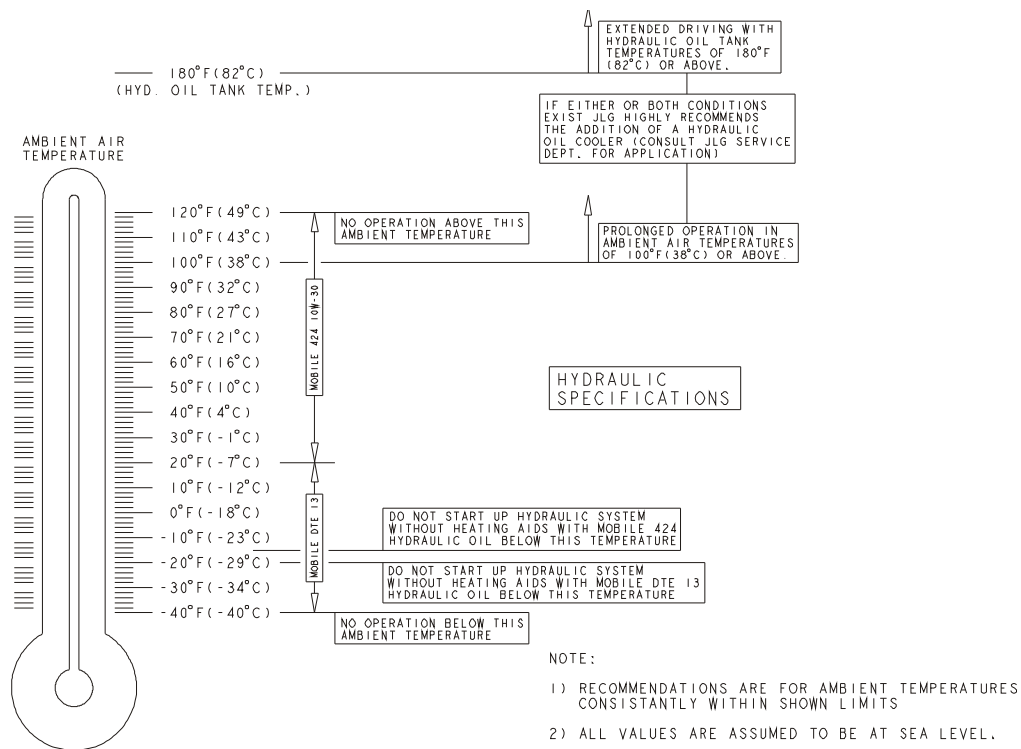 EXTENDED DRIVING WITH
HYDRAULIC OIL TANK
TEMPERATURES OF 180°F
(82°C) OR ABOVE.
180°F(82°C)
(HYD. OIL TANK TEMP.)
IF EITHER OR BOTH CONDITIONS
EXIST JLG HIGHLY RECOMMENDS
THE ADDITION OF A HYDRAULIC
OIL COOLER (CONSULT JLG SERVICE
DEPT. FOR APPLICATION)
AMBIENT AIR
TEMPERATURE
120°F(49°C)
NO OPERATION ABOVE THIS
AMBIENT TEMPERATURE
110°F(43°C)
PROLONGED OPERATION IN
AMBIENT AIR TEMPERATURES
OF 100°F(38°C) OR ABOVE.
100°F(38°C)
90°F(32°C)
80°F(27°C)
70°F(21°C)
60°F(16°C)
50°F(10°C)
40°F(4°C)
30°F(-1°C)
20°F(-7°C)
10°F(-12°C)
0°F(-18°C)
-10°F(-23°C)
-20°F(-29°C)
-30°F(-34°C)
-40°F(-40°C)
MOBILE 424 10W-30
MOBILE DTE 13
HYDRAULIC
SPECIFICATIONS
DO NOT START UP HYDRAULIC SYSTEM
WITHOUT HEATING AIDS WITH MOBILE 424
HYDRAULIC OIL BELOW THIS TEMPERATURE
DO NOT START UP HYDRAULIC SYSTEM
WITHOUT HEATING AIDS WITH MOBILE DTE 13
HYDRAULIC OIL BELOW THIS TEMPERATURE
NO OPERATION BELOW THIS
AMBIENT TEMPERATURE
NOTE:
1) RECOMMENDATIONS ARE FOR AMBIENT TEMPERATURES
CONSISTANTLY WITHIN SHOWN LIMITS
2) ALL VALUES ARE ASSUMED TO BE AT SEA LEVEL.